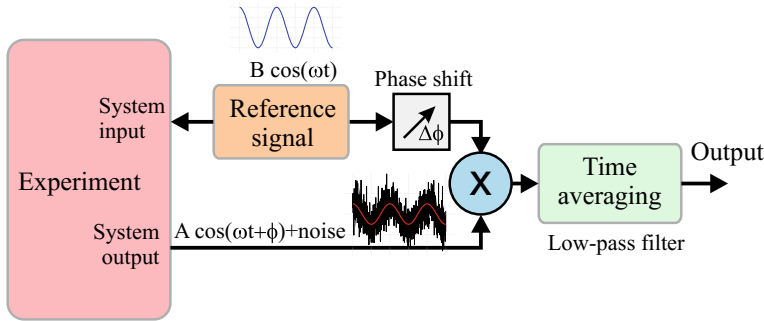 B cos(ωt)
Phase shift
System
input
Reference
signal
Δϕ
Experiment
X
Time
averaging
Output
System
output
A cos(ωt+ϕ)+noise
Low-pass filter